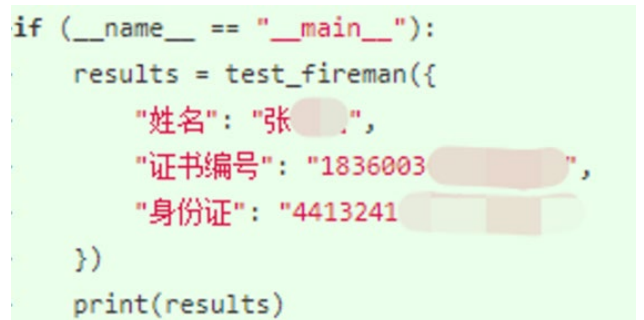 if (__name__ == "__main__"):
    results = test_fireman({
        "姓名": "张",
        "证书编号": "1836003",
        "身份证": "4413241
    })
    print(results)